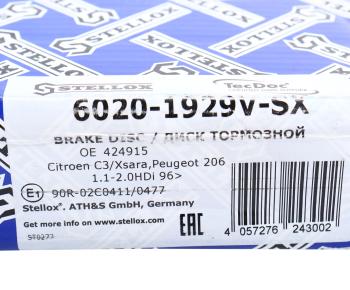 STELLOX
TecDoc
6020-1929V-SX
BRAKE DISC / ДИСК ТОРМОЗНОЙ
OE 424915
Citroen C3/Xsara,Peugeot 206
1.1-2.0HDi 96>
E1 90R-02C0411/0477
Stellox® ATH&S GmbH, Germany
Get more info on www.stellox.com
EAC
4 057276 243002